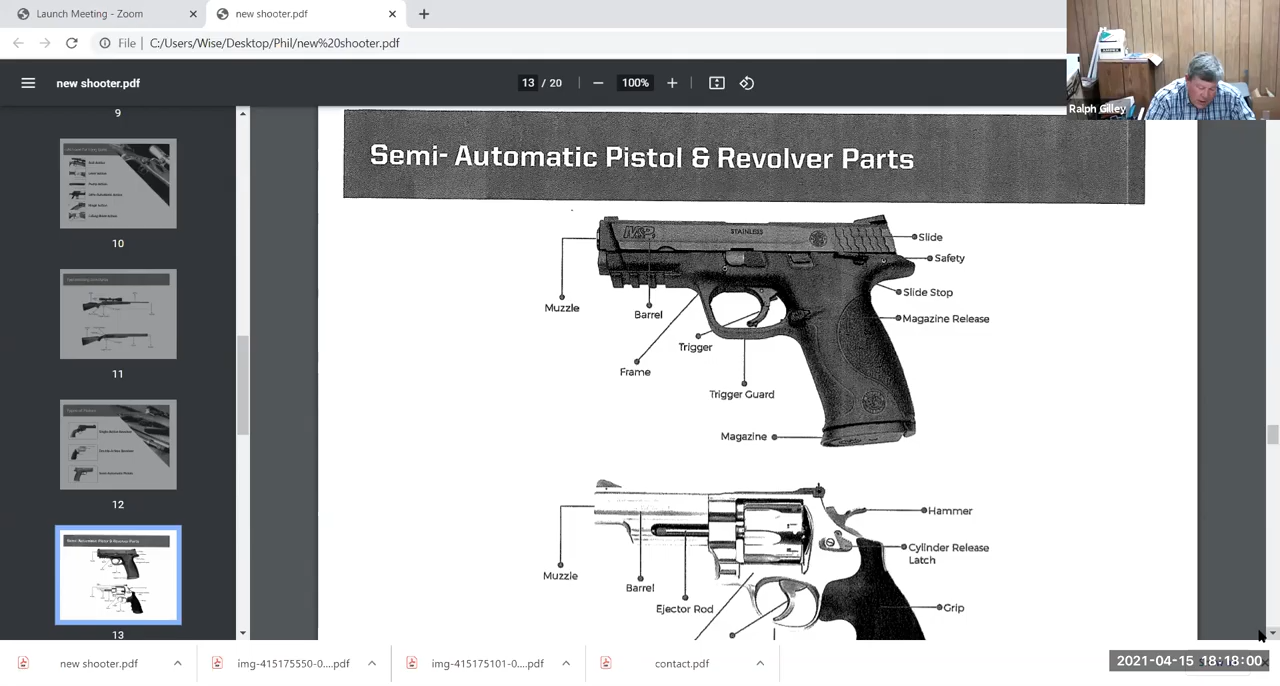 Launch Meeting - Zoom
new shooter.pdf
File
C:/Users/Wise/Desktop/Phil/new%20shooter.pdf
new shooter.pdf
13 / 20
100%
Ralph Gilley
9
10
11
12
13
Semi- Automatic Pistol & Revolver Parts
M&P
STAINLESS
Slide
Safety
Slide Stop
Magazine Release
Muzzle
Barrel
Trigger
Frame
Trigger Guard
Magazine
Hammer
Cylinder Release
Latch
Muzzle
Barrel
Ejector Rod
Grip
new shooter.pdf
img-415175550-0....pdf
img-415175101-0....pdf
contact.pdf
2021-04-15 18:18:00